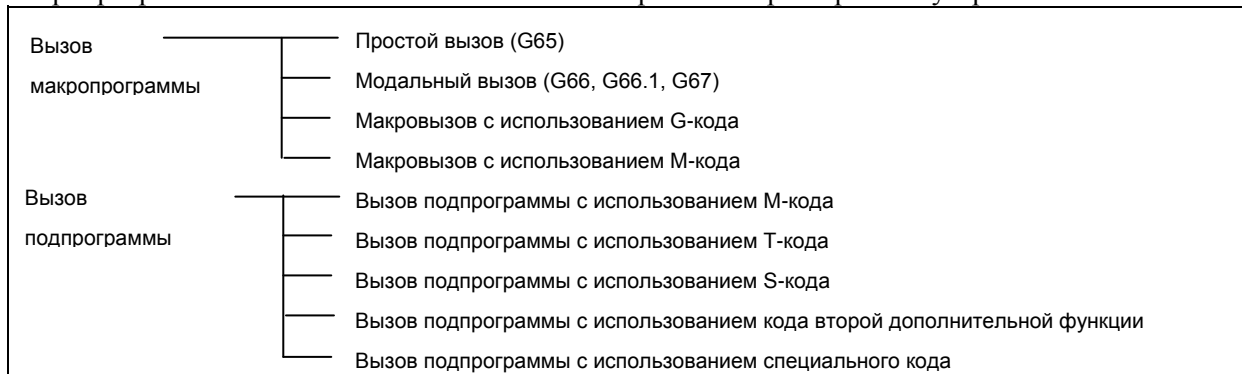 Вызов
макропрограммы
Простой вызов (G65)
Модальный вызов (G66, G66.1, G67)
Макровызов с использованием G-кода
Макровызов с использованием M-кода
Вызов
подпрограммы
Вызов подпрограммы с использованием M-кода
Вызов подпрограммы с использованием T-кода
Вызов подпрограммы с использованием S-кода
Вызов подпрограммы с использованием кода второй дополнительной функции
Вызов подпрограммы с использованием специального кода